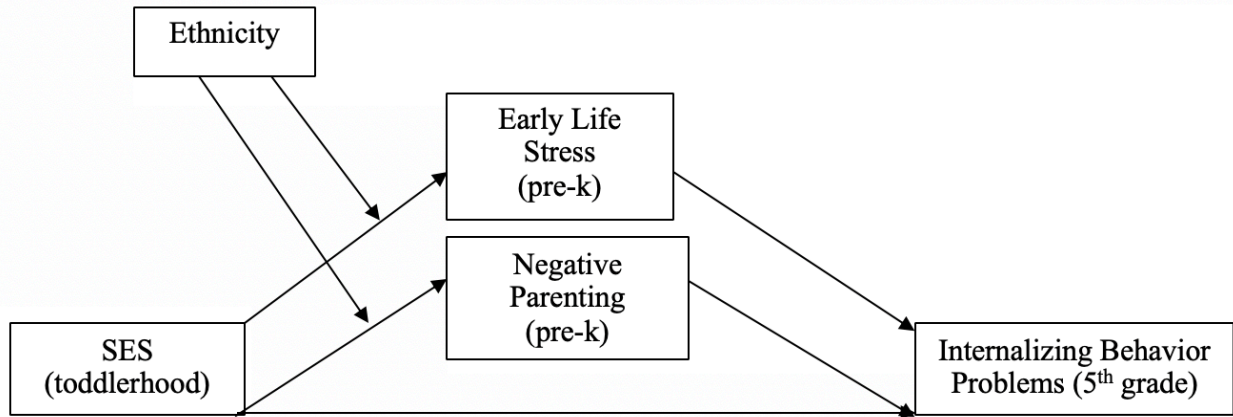 Ethnicity
Early Life
Stress
(pre-k)
Negative
Parenting
(pre-k)
SES
(toddlerhood)
Internalizing Behavior
Problems (5th grade)